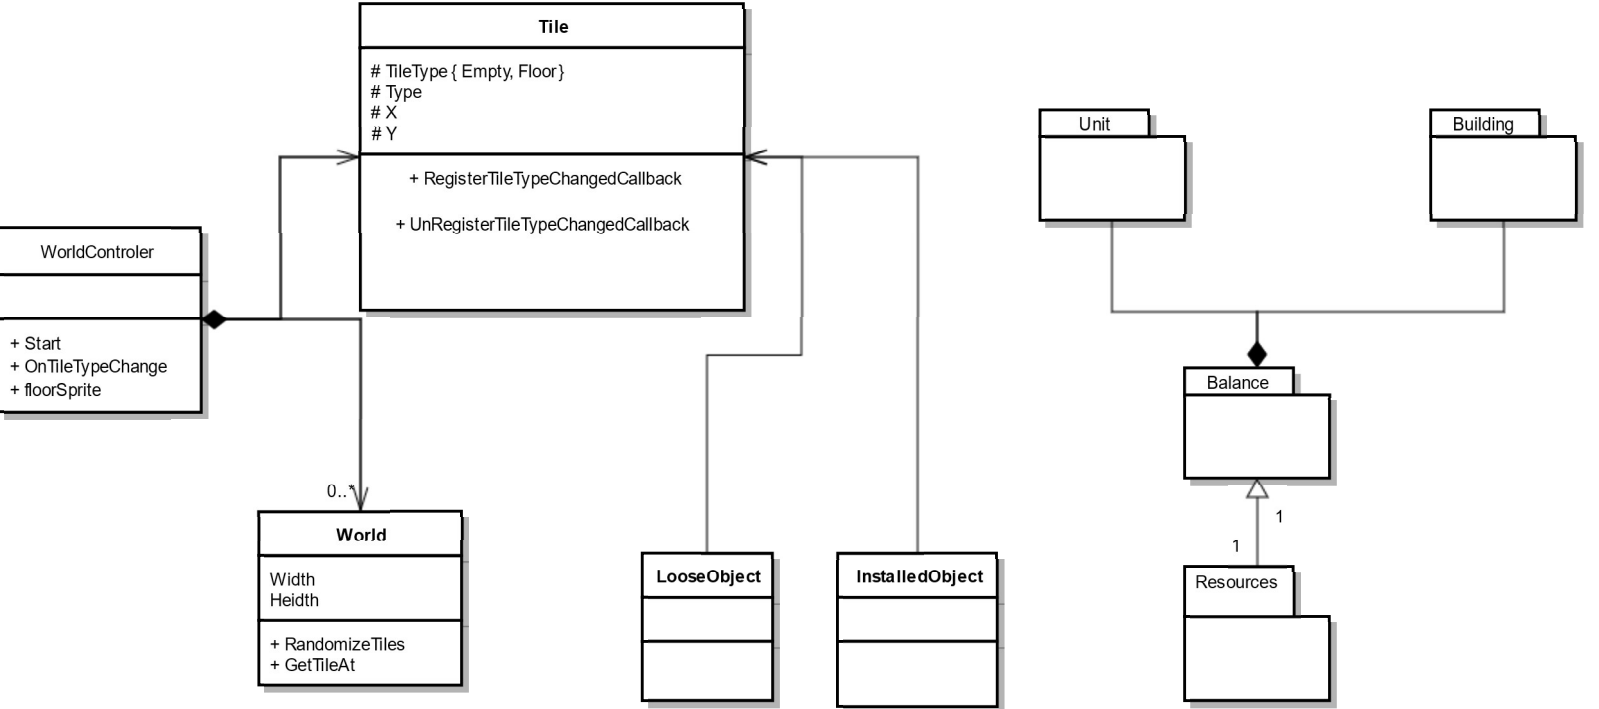 Tile
# TileType { Empty, Floor}
# Type
# X
# Y
+ RegisterTileTypeChangedCallback
+ UnRegisterTileTypeChangedCallback
WorldControler
+ Start
+ OnTileTypeChange
+ floorSprite
0..*
World
Width
Heidth
+ RandomizeTiles
+ GetTileAt
LooseObject
InstalledObject
Unit
Building
Balance
1
1
Resources